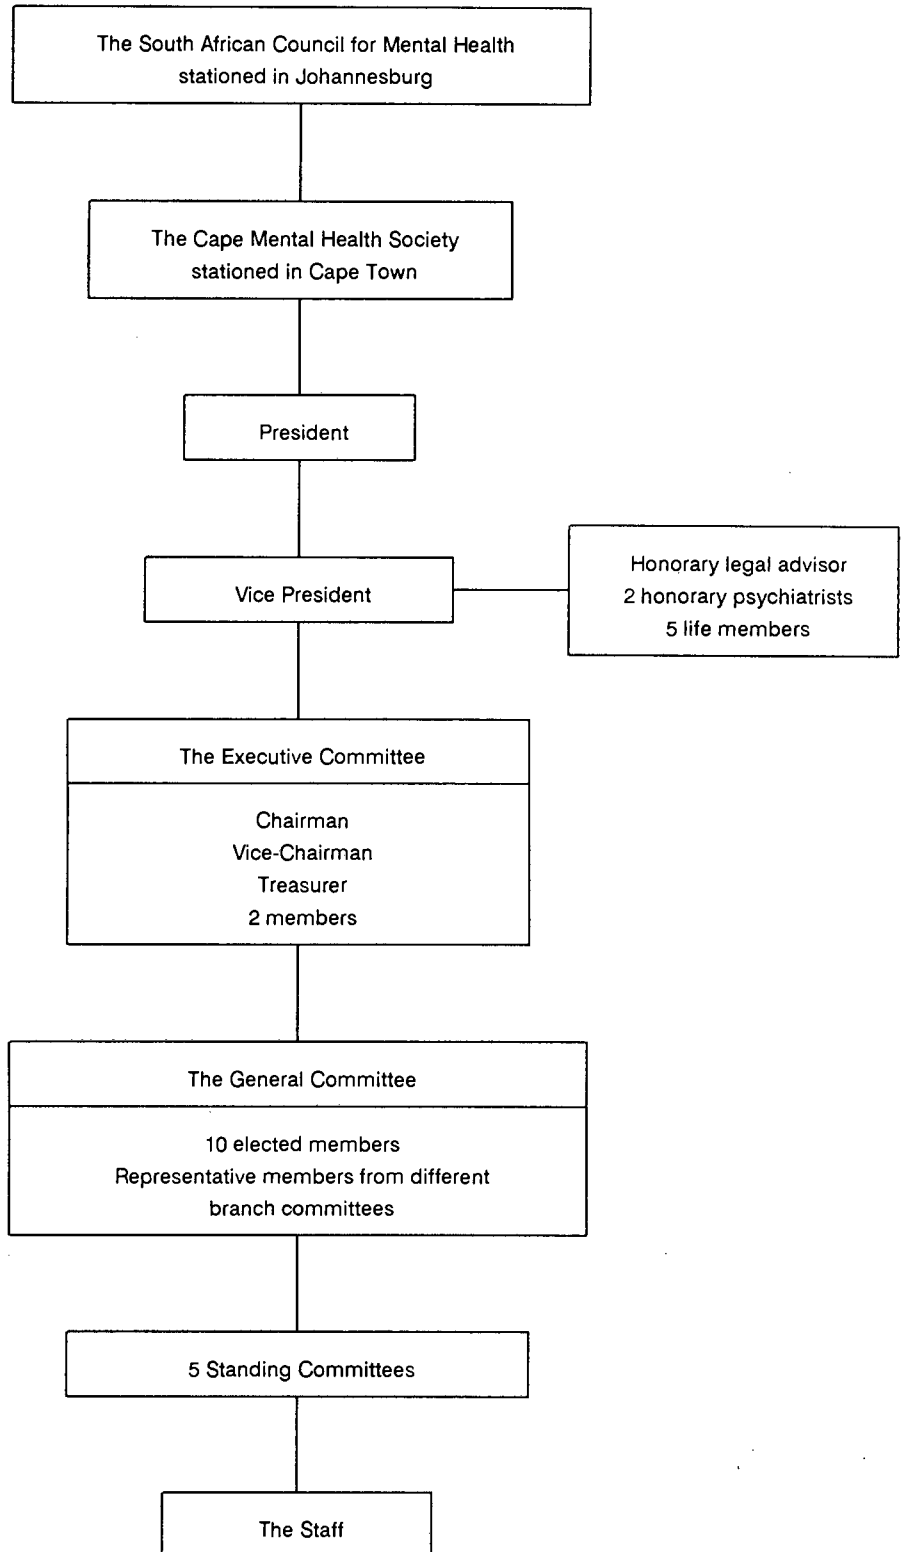 The South African Council for Mental Health
stationed in Johannesburg
The Cape Mental Health Society
stationed in Cape Town
President
Vice President
Honorary legal advisor
2 honorary psychiatrists
5 life members
The Executive Committee
Chairman
Vice-Chairman
Treasurer
2 members
The General Committee
10 elected members
Representative members from different
branch committees
5 Standing Committees
The Staff